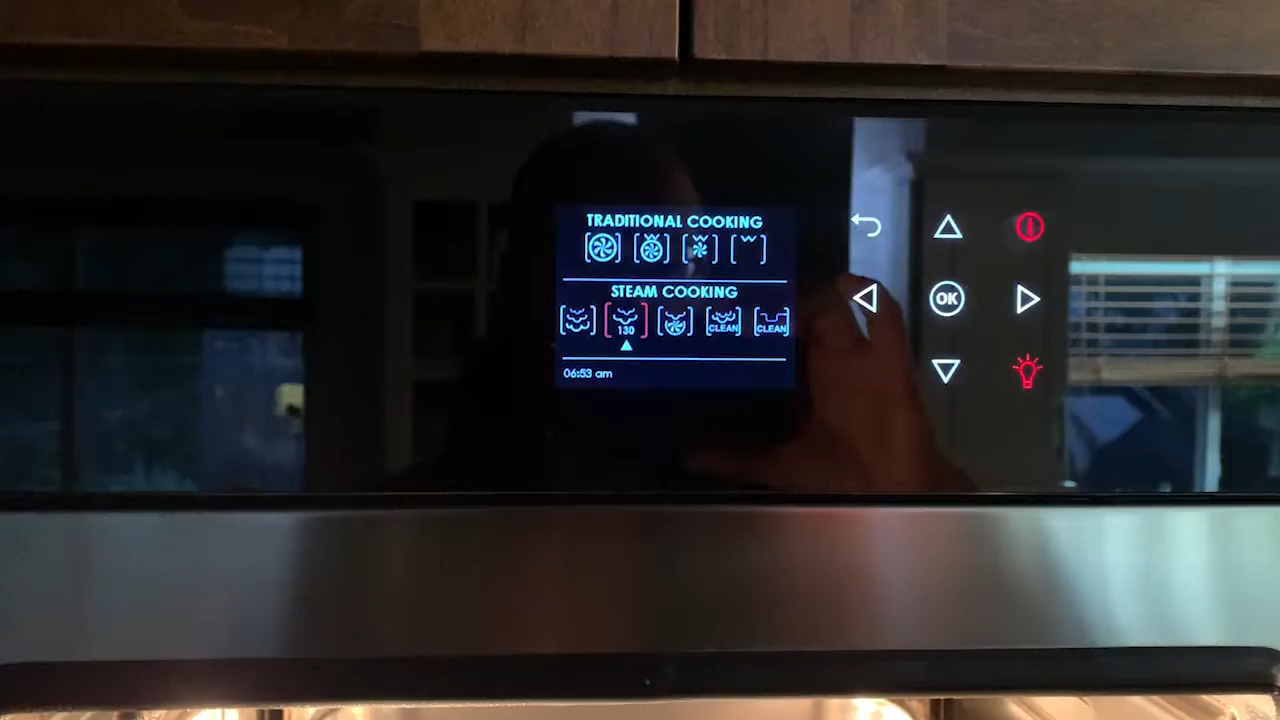 TRADITIONAL COOKING
STEAM COOKING
130
CLEAN
CLEAN
06:53 am
OK